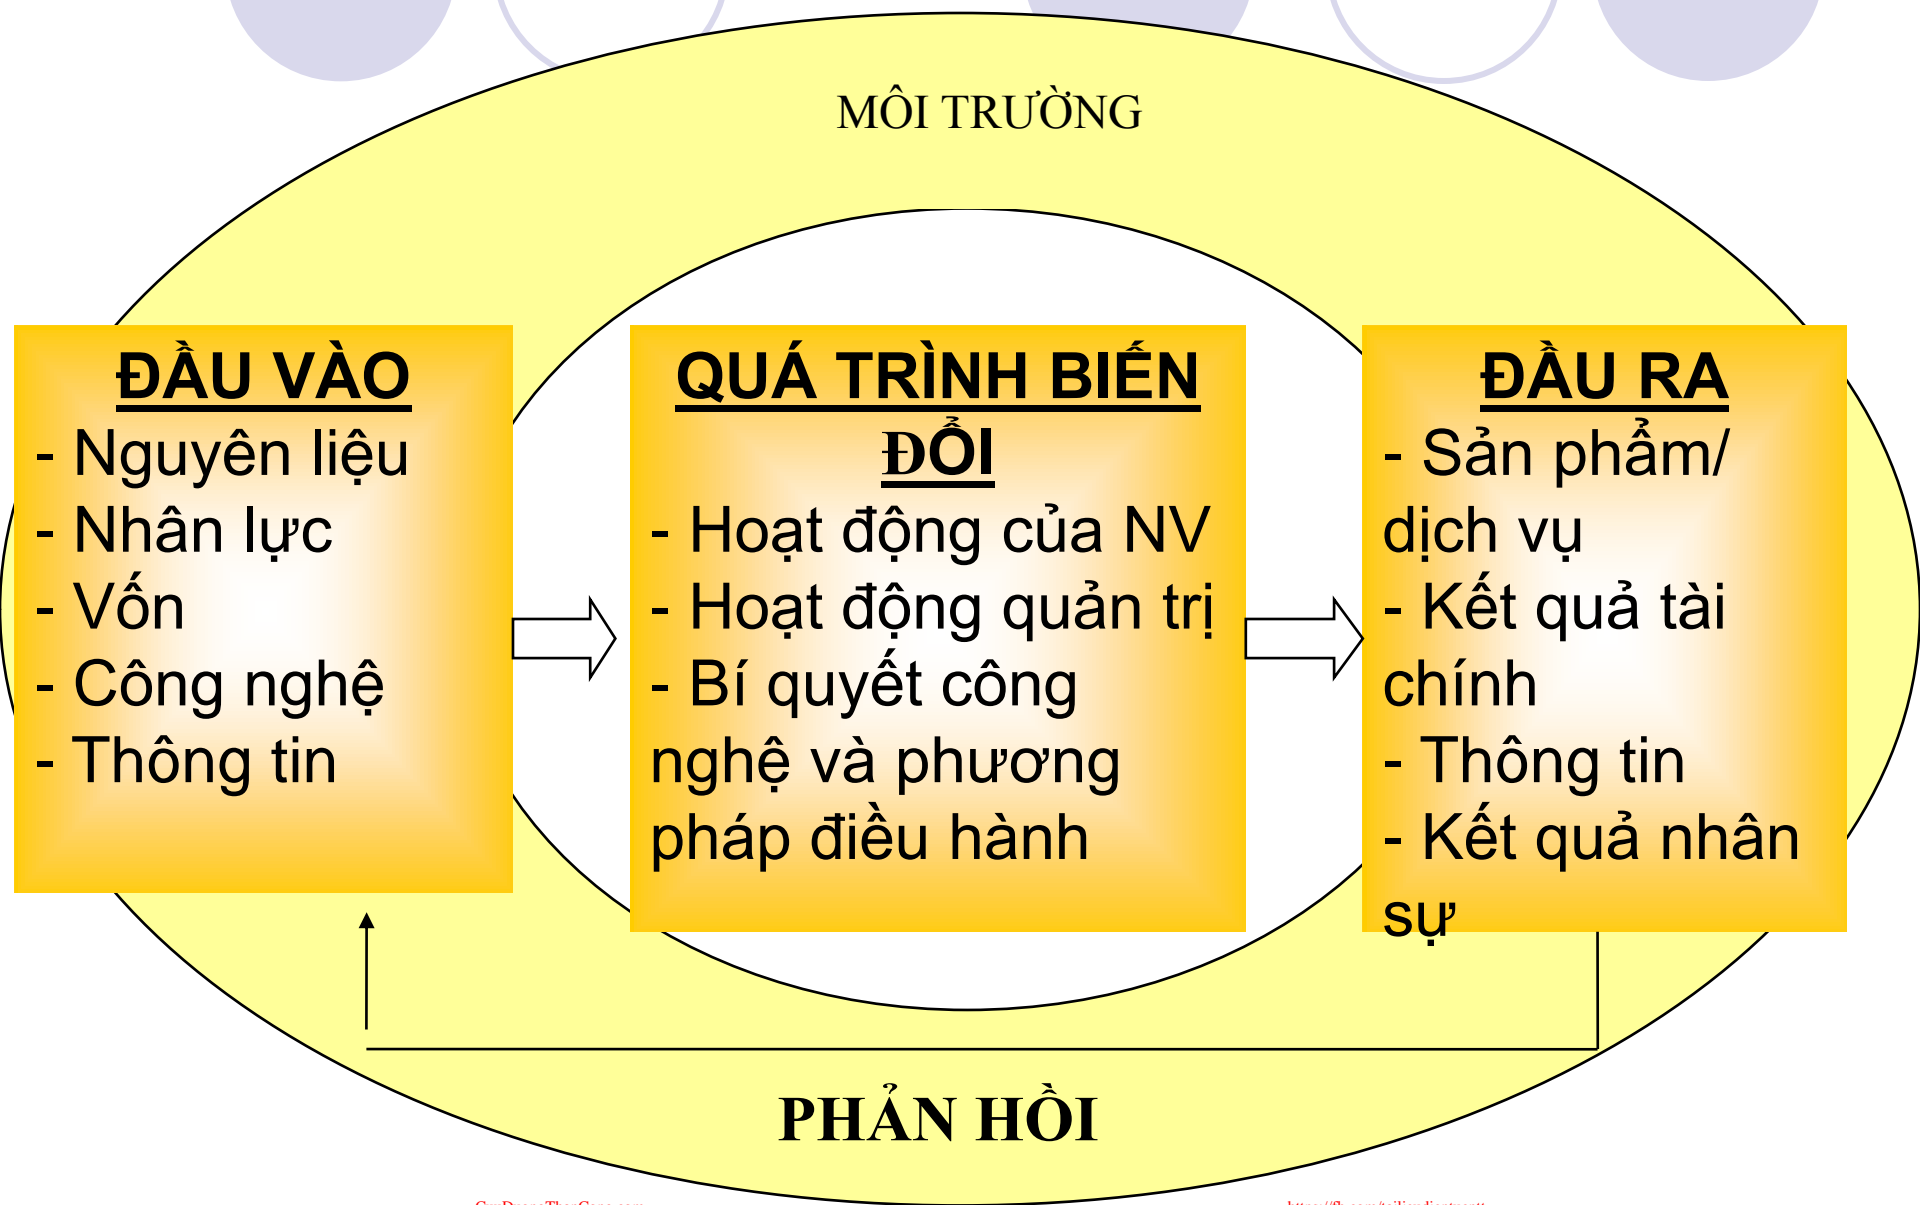 MÔI TRƯỜNG
ĐẦU VÀO
- Nguyên liệu
- Nhân lực
- Vốn
- Công nghệ
- Thông tin
QUÁ TRÌNH BIẾN
ĐỔI
- Hoạt động của NV
- Hoạt động quản trị
- Bí quyết công
nghệ và phương
pháp điều hành
ĐẦU RA
- Sản phẩm/
dịch vụ
- Kết quả tài
chính
- Thông tin
- Kết quả nhân
sự
PHẢN HỒI